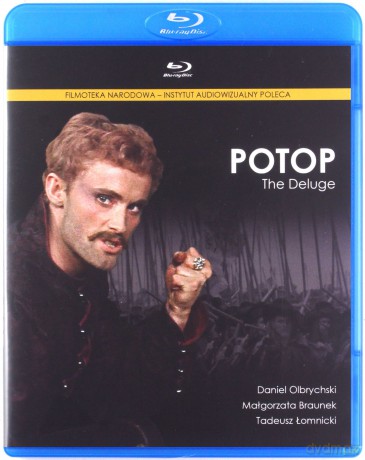 Blu-ray Disc
Blu-ray Disc
FILMOTEKA NARODOWA – INSTYTUT AUDIOWIZUALNY POLECA
POTOP
The Deluge
Daniel Olbrychski
Małgorzata Braunek
Tadeusz Łomnicki